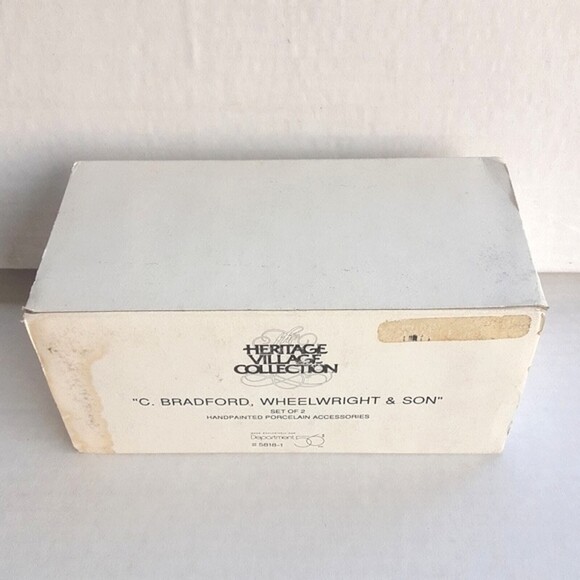 The
HERITAGE
VILLAGE
COLLECTION
"C. BRADFORD, WHEELWRIGHT & SON"
SET OF 2
HANDPAINTED PORCELAIN ACCESSORIES
Department 56
# 5818-1